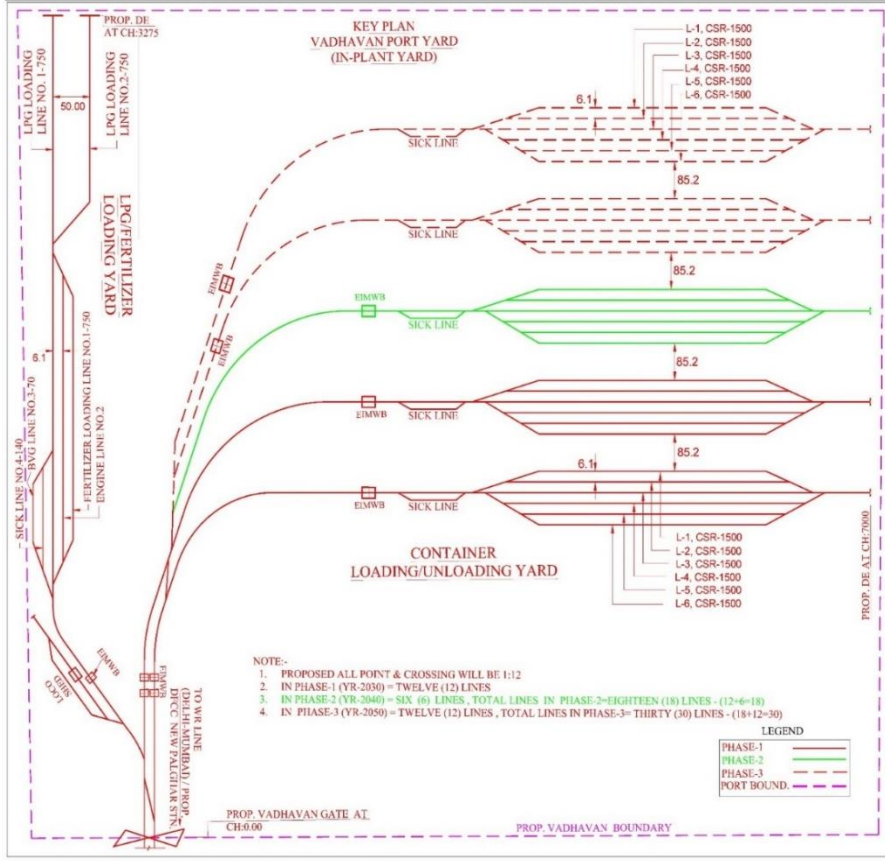 KEY PLAN
VADHAVAN PORT YARD
(IN-PLANT YARD)
PROP. DE
AT CH:3275
LPG LOADING
LINE NO. 1-750
50.00
LPG LOADING
LINE NO.2-750
LPG/FERTILIZER
LOADING YARD
6.1
SICK LINE NO.4-140
BVG LINE NO.3-70
FERTILIZER LOADING LINE NO.1-750
ENGINE LINE NO.2
L-1, CSR-1500
L-2, CSR-1500
L-3, CSR-1500
L-4, CSR-1500
L-5, CSR-1500
L-6, CSR-1500
6.1
SICK LINE
85.2
SICK LINE
85.2
EIMWB
EIMWB
EIMWB
SICK LINE
85.2
EIMWB
SICK LINE
85.2
6.1
EIMWB
SICK LINE
L-1, CSR-1500
L-2, CSR-1500
L-3, CSR-1500
L-4, CSR-1500
L-5, CSR-1500
L-6, CSR-1500
CONTAINER
LOADING/UNLOADING YARD
PROP. DE AT CH:7000
EIMWB
LOCO
SHED
EIMWB
EIMWB
TO WR LINE
(DELHI-MUMBAI) / PROP.
DFCC NEW PALGHAR STN.
NOTE:-
1. PROPOSED ALL POINT & CROSSING WILL BE 1:12
2. IN PHASE-1 (YR-2030) = TWELVE (12) LINES
3. IN PHASE-2 (YR-2040) = SIX (6) LINES , TOTAL LINES IN PHASE-2=EIGHTEEN (18) LINES - (12+6=18)
4. IN PHASE-3 (YR-2050) = TWELVE (12) LINES , TOTAL LINES IN PHASE-3= THIRTY (30) LINES - (18+12=30)
LEGEND
PHASE-1
PHASE-2
PHASE-3
PORT BOUND.
PROP. VADHAVAN GATE AT
CH:0.00
PROP. VADHAVAN BOUNDARY